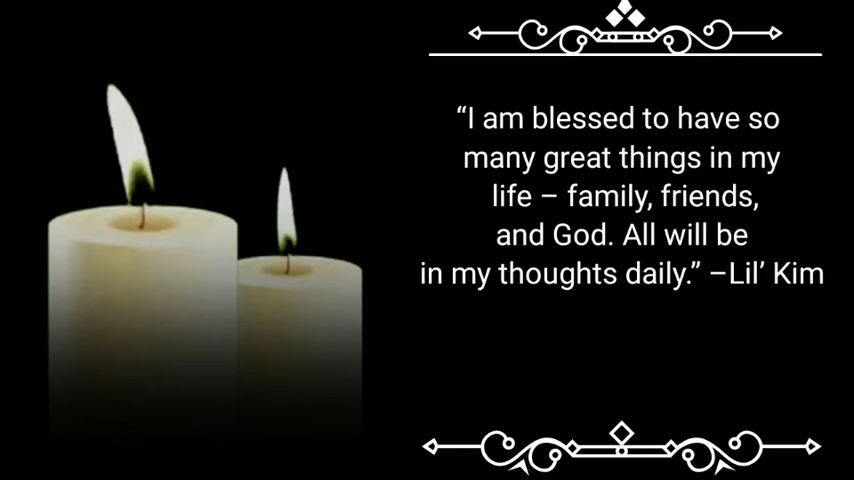 “I am blessed to have so
many great things in my
life – family, friends,
and God. All will be
in my thoughts daily.” –Lil’ Kim